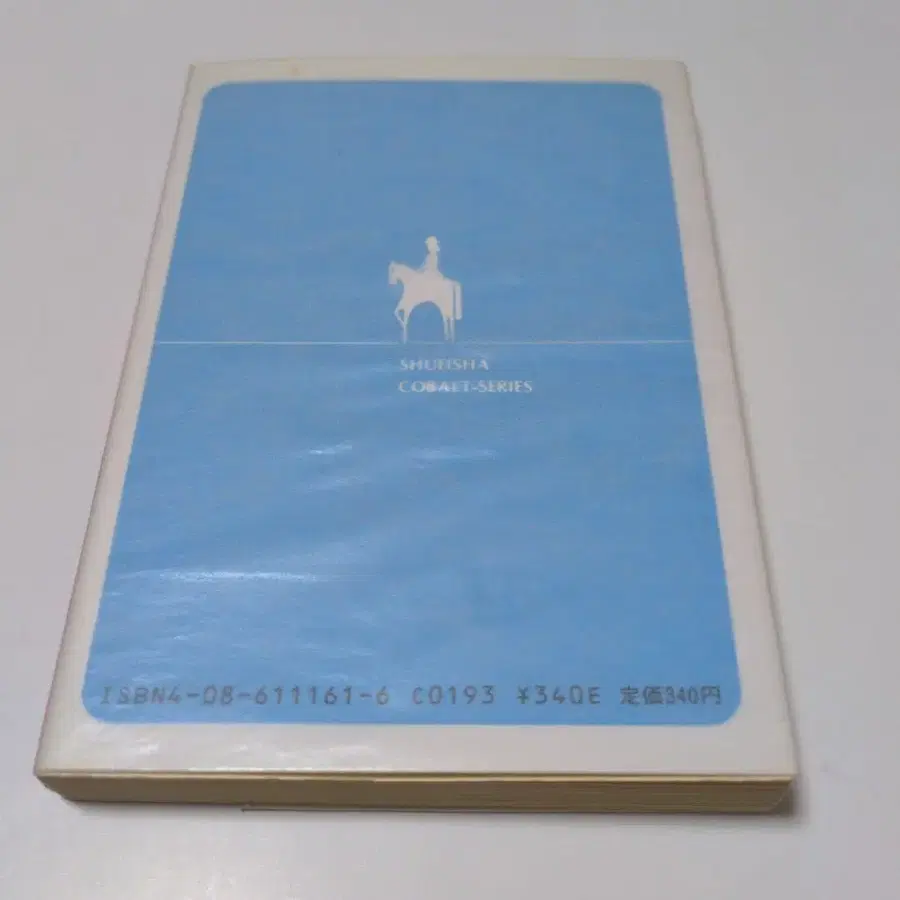 SHUEISHA
COBALT-SERIES
ISBN4-08-611161-6 C0193 ¥340E 定価340円